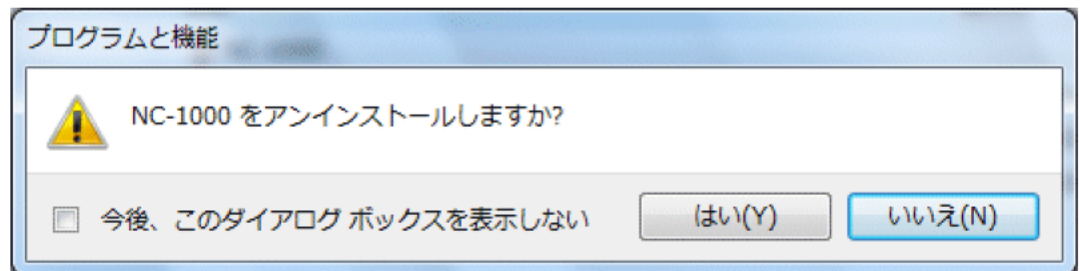 プログラムと機能
NC-1000 をアンインストールしますか?
今後、このダイアログ ボックスを表示しない
はい(Y)
いいえ(N)